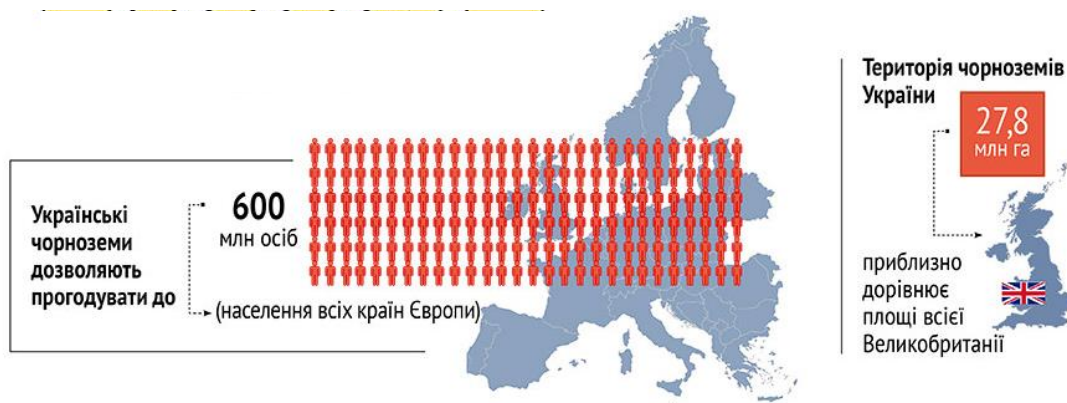 Українські
чорноземи
дозволяють
прогодувати до
600
млн осіб
(населення всіх країн Європи)
Територія чорноземів
України
27,8
млн га
приблизно
дорівнює
площі всієї
Великобританії